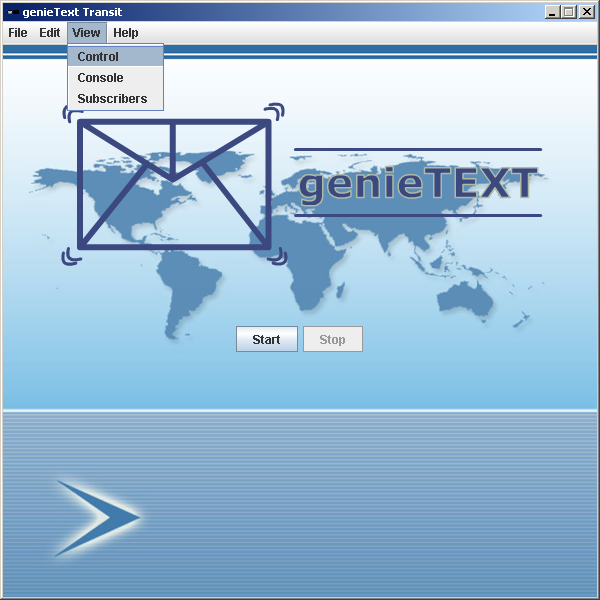 genieText Transit
File Edit View Help
Control
Console
Subscribers
genieTEXT
Start Stop